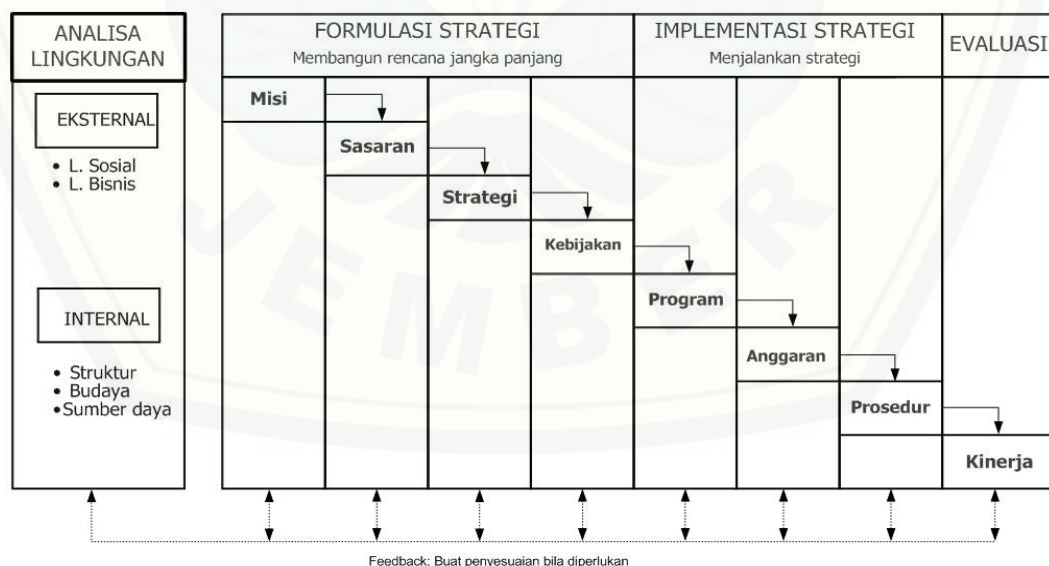 ANALISA
LINGKUNGAN
EKSTERNAL
• L. Sosial
• L. Bisnis
INTERNAL
• Struktur
• Budaya
• Sumber daya
FORMULASI STRATEGI
Membangun rencana jangka panjang
IMPLEMENTASI STRATEGI
Menjalankan strategi
EVALUASI
Misi
Sasaran
Strategi
Kebijakan
Program
Anggaran
Prosedur
Kinerja
Feedback: Buat penyesuaian bila diperlukan
JEMBER